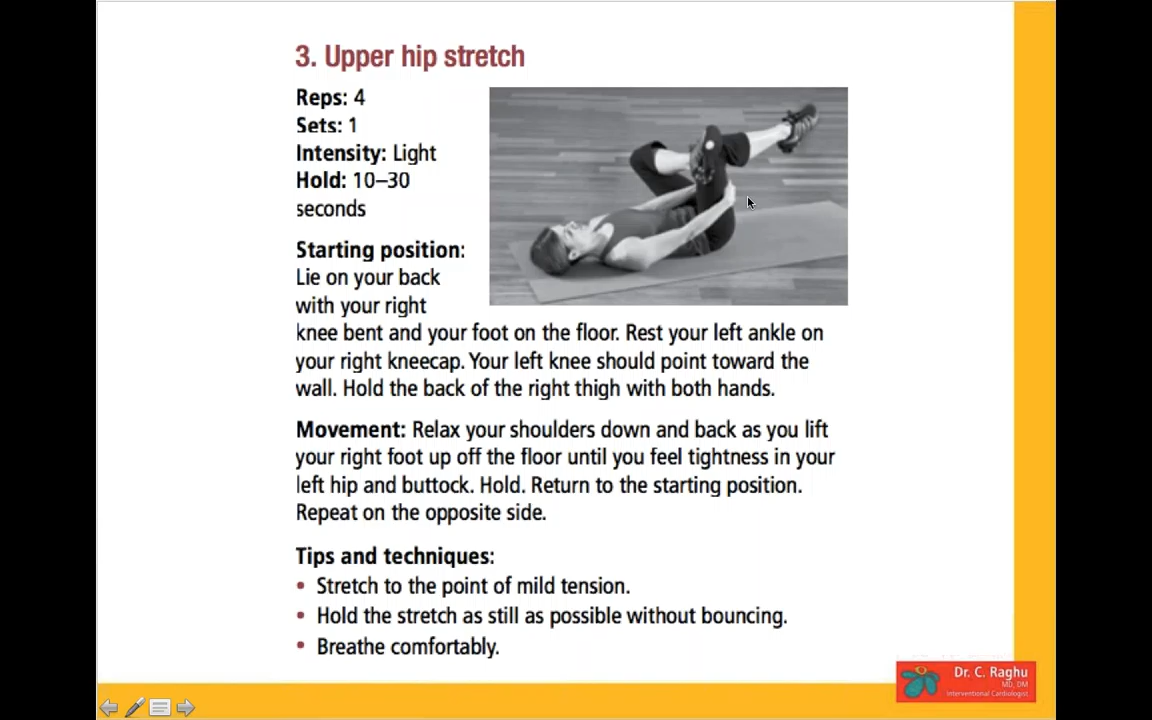 3. Upper hip stretch
Reps: 4
Sets: 1
Intensity: Light
Hold: 10–30
seconds
Starting position:
Lie on your back
with your right
knee bent and your foot on the floor. Rest your left ankle on
your right kneecap. Your left knee should point toward the
wall. Hold the back of the right thigh with both hands.
Movement: Relax your shoulders down and back as you lift
your right foot up off the floor until you feel tightness in your
left hip and buttock. Hold. Return to the starting position.
Repeat on the opposite side.
Tips and techniques:
• Stretch to the point of mild tension.
• Hold the stretch as still as possible without bouncing.
• Breathe comfortably.
Dr. C. Raghu
MD, DM
Interventional Cardiologist